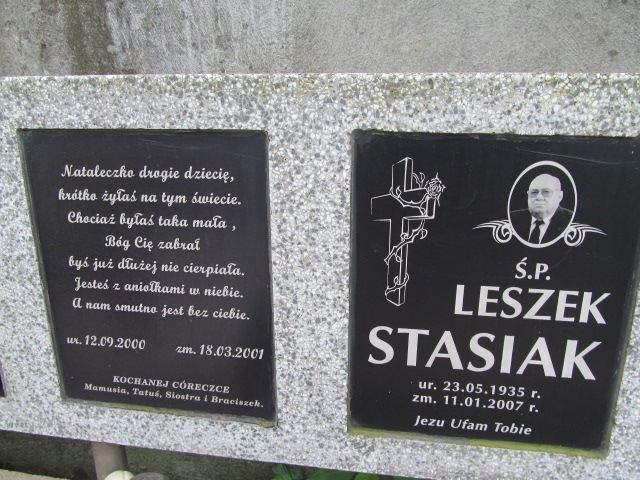 Nataleczko drogie dziecię,
krótko żyłaś na tym świecie.
Chociaż byłaś taka mała ,
Bóg Cię zabrał
byś już dłużej nie cierpiała.
Jesteś z aniołkami w niebie.
A nam smutno jest bez ciebie.
ur. 12.09.2000 zm. 18.03.2001
KOCHANEJ CÓRECZCE
Mamusia, Tatuś, Siostra i Braciszek.
Ś.P.
LESZEK
STASIAK
ur. 23.05.1935 r.
zm. 11.01.2007 r.
Jezu Ufam Tobie